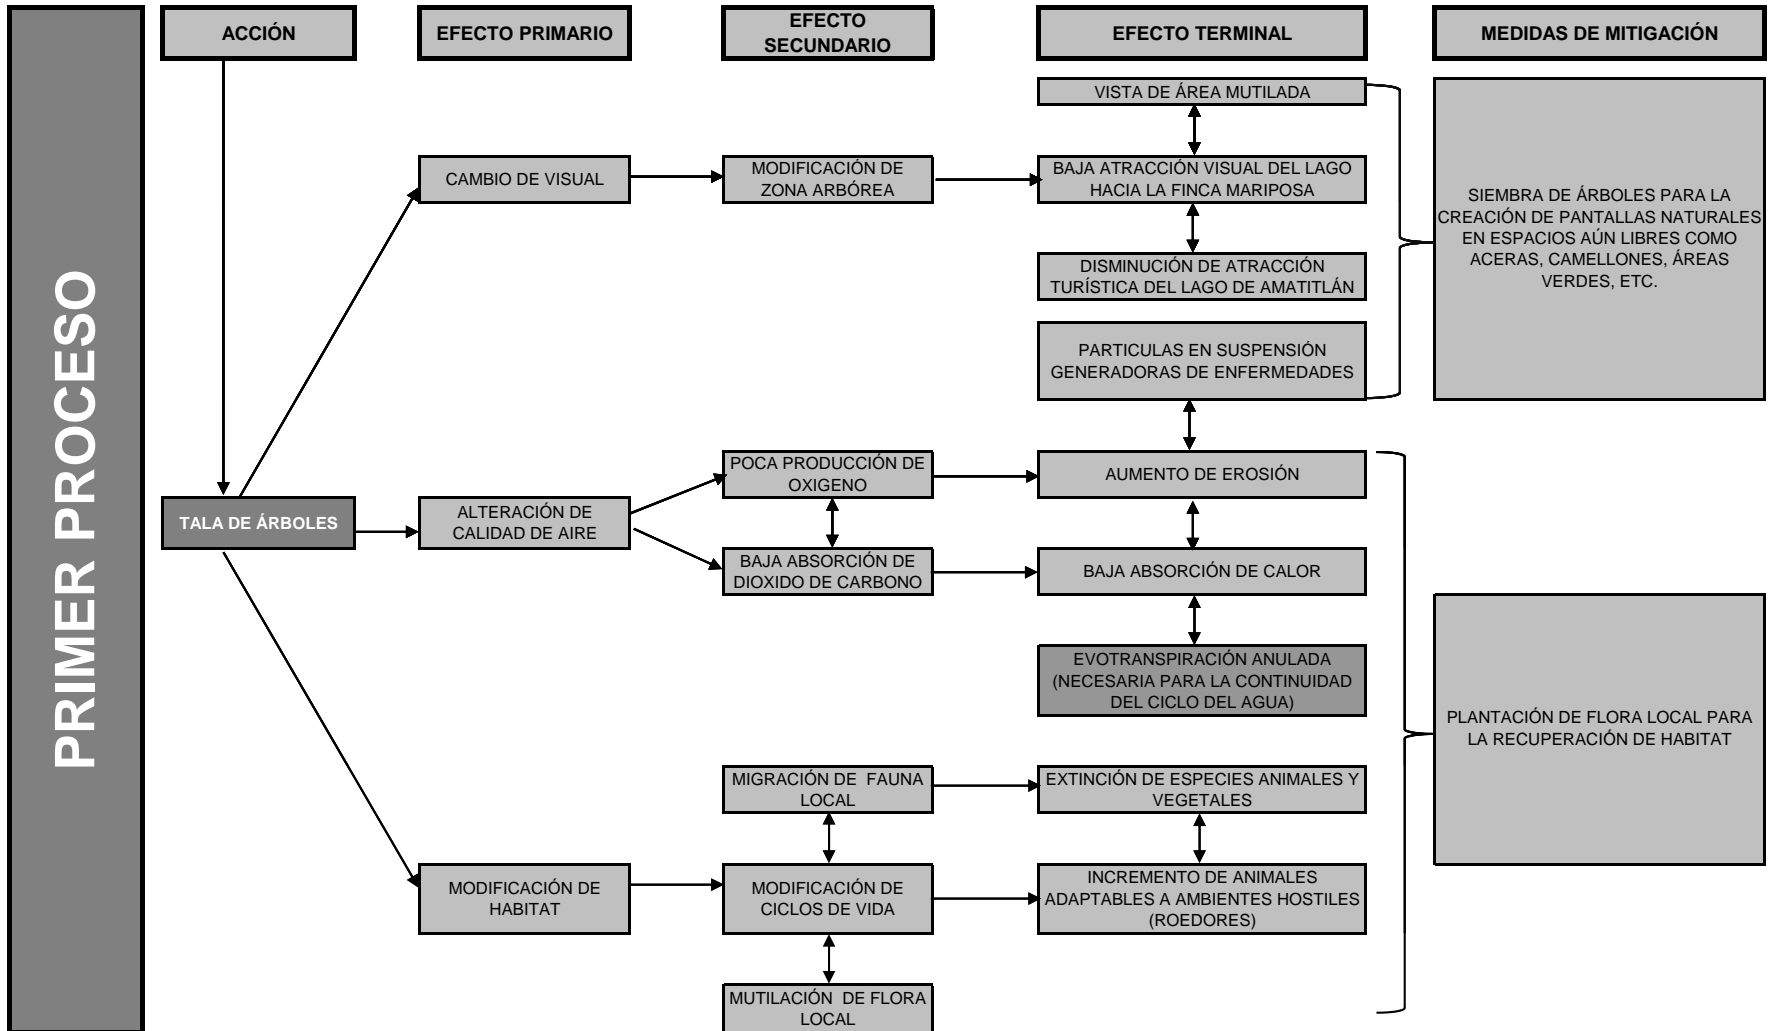 PRIMER PROCESO
ACCIÓN
EFECTO PRIMARIO
EFECTO
SECUNDARIO
EFECTO TERMINAL
MEDIDAS DE MITIGACIÓN
VISTA DE ÁREA MUTILADA
CAMBIO DE VISUAL
MODIFICACIÓN DE
ZONA ARBÓREA
BAJA ATRACCIÓN VISUAL DEL LAGO
HACIA LA FINCA MARIPOSA
DISMINUCIÓN DE ATRACCIÓN
TURÍSTICA DEL LAGO DE AMATITLÁN
PARTICULAS EN SUSPENSIÓN
GENERADORAS DE ENFERMEDADES
SIEMBRA DE ÁRBOLES PARA LA
CREACIÓN DE PANTALLAS NATURALES
EN ESPACIOS AÚN LIBRES COMO
ACERAS, CAMELLONES, ÁREAS
VERDES, ETC.
TALA DE ÁRBOLES
ALTERACIÓN DE
CALIDAD DE AIRE
POCA PRODUCCIÓN DE
OXIGENO
AUMENTO DE EROSIÓN
BAJA ABSORCIÓN DE
DIOXIDO DE CARBONO
BAJA ABSORCIÓN DE CALOR
EVOTRANSPIRACIÓN ANULADA
(NECESARIA PARA LA CONTINUIDAD
DEL CICLO DEL AGUA)
PLANTACIÓN DE FLORA LOCAL PARA
LA RECUPERACIÓN DE HABITAT
MIGRACIÓN DE FAUNA
LOCAL
EXTINCIÓN DE ESPECIES ANIMALES Y
VEGETALES
MODIFICACIÓN DE
HABITAT
MODIFICACIÓN DE
CICLOS DE VIDA
INCREMENTO DE ANIMALES
ADAPTABLES A AMBIENTES HOSTILES
(ROEDORES)
MUTILACIÓN DE FLORA
LOCAL